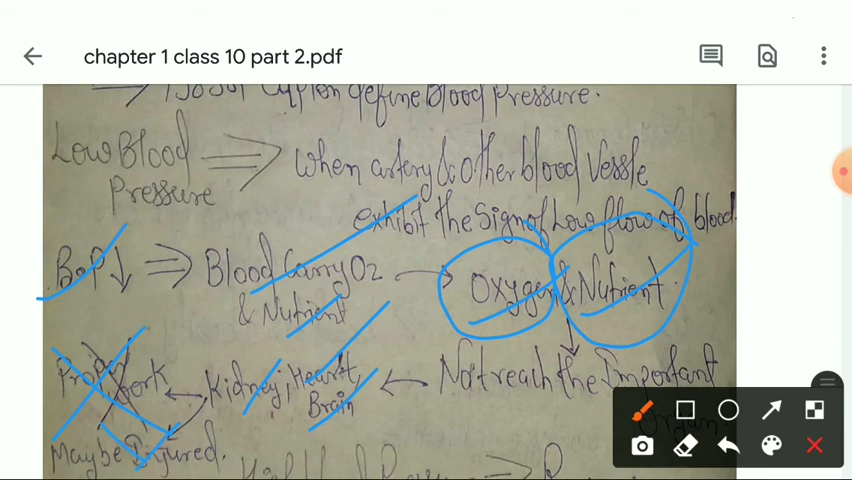 chapter 1 class 10 part 2.pdf
define Blood Pressure.
Low Blood Pressure ⇒ When artery & other blood Vessle
exhibit the Sign of Low flow of blood.
B.P ↓ ⇒ Blood Carry O2 → Oxygen & Nutrient.
& Nutrient
Not reach the Important
Organ.
← Kidney, Heart,
Brain
← Work
Maybe Injured.